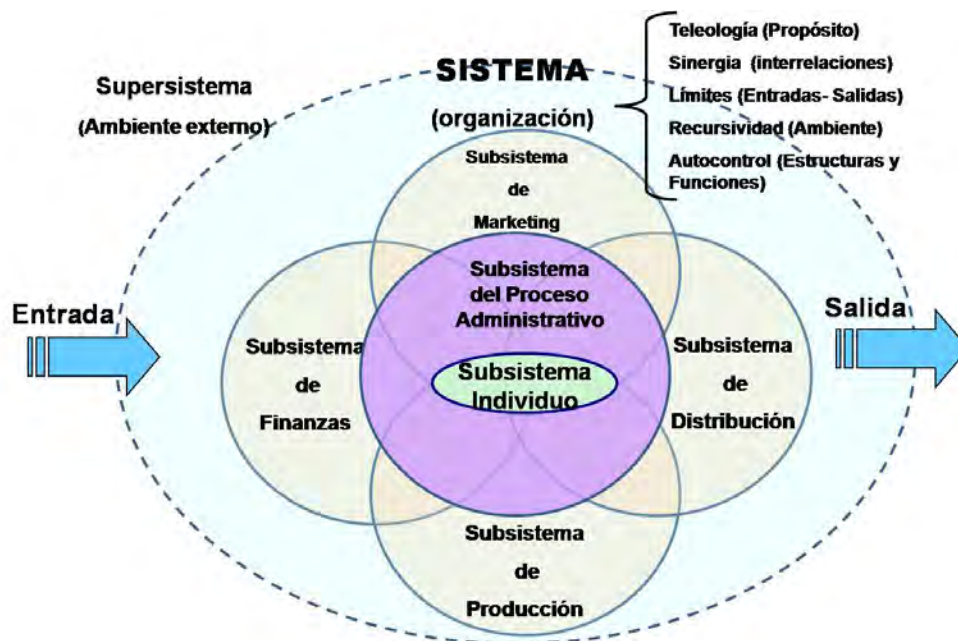 Teleología (Propósito)
Sinergia (interrelaciones)
Límites (Entradas- Salidas)
Recursividad (Ambiente)
Autocontrol (Estructuras y
Funciones)
SISTEMA
(organización)
Supersistema
(Ambiente externo)
Subsistema
de
Marketing
Subsistema
del Proceso
Administrativo
Entrada
Salida
Subsistema
de
Finanzas
Subsistema
Individuo
Subsistema
de
Distribución
Subsistema
de
Producción